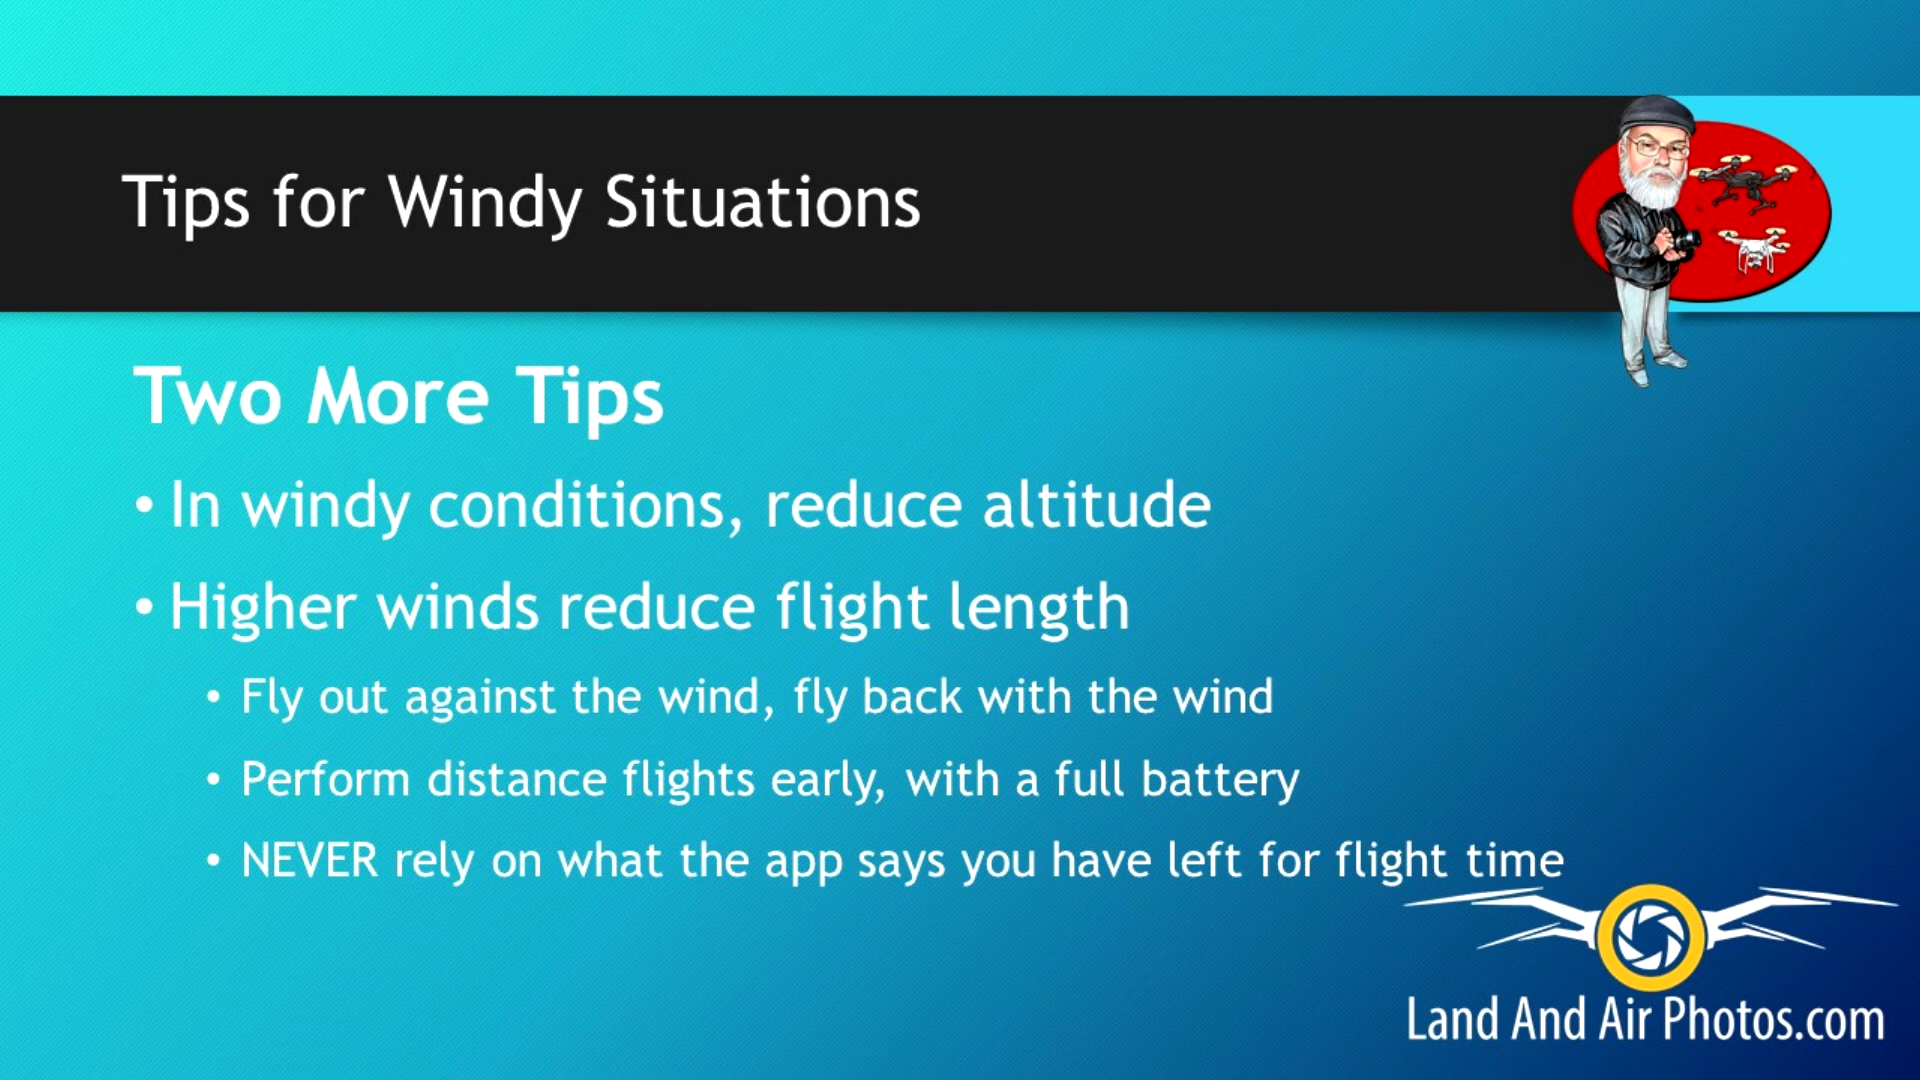 Tips for Windy Situations
Two More Tips
• In windy conditions, reduce altitude
• Higher winds reduce flight length
• Fly out against the wind, fly back with the wind
• Perform distance flights early, with a full battery
• NEVER rely on what the app says you have left for flight time
Land And Air Photos.com